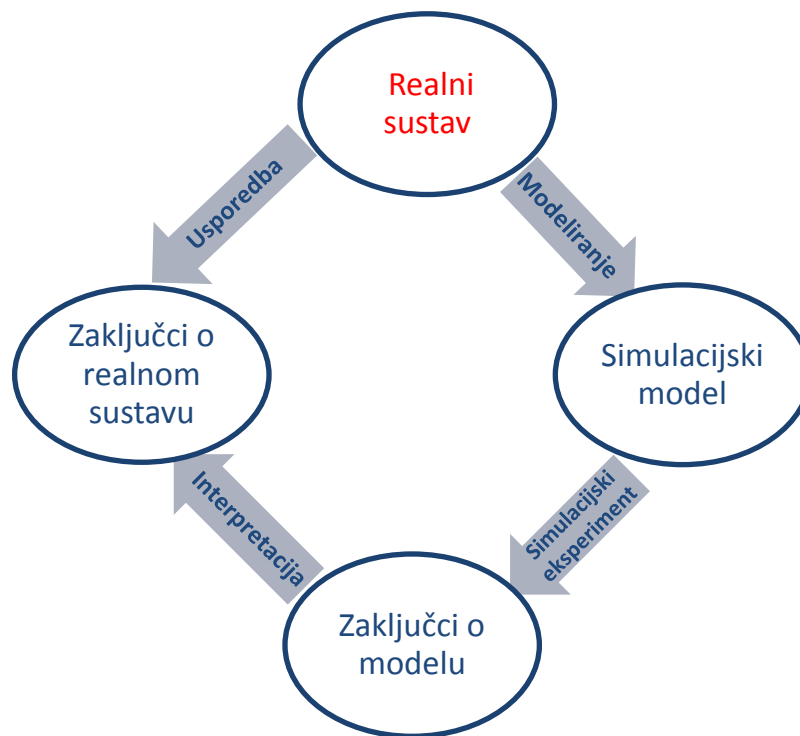 Realni
sustav
Usporedba
Modeliranje
Zaključci o
realnom
sustavu
Simulacijski
model
Interpretacija
Simulacijski
eksperiment
Zaključci o
modelu